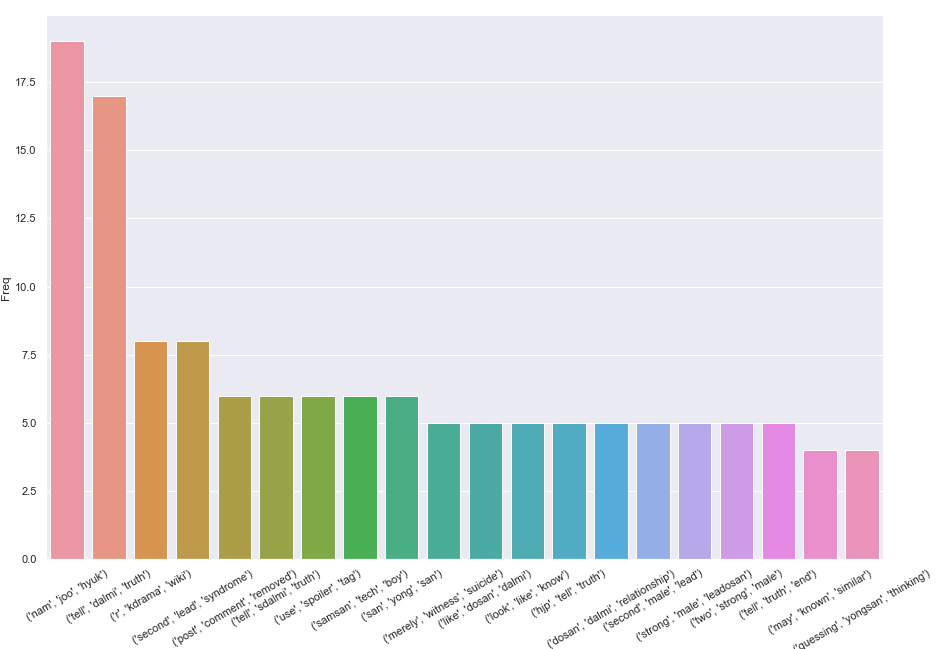 17.5
15.0
12.5
10.0
7.5
5.0
2.5
0.0
Freq
('nam', 'joo', 'hyuk')
('tell', 'dalmi', 'truth')
('r', 'kdrama', 'wiki')
('second', 'lead', 'syndrome')
('post', 'comment', 'removed')
('tell', 'sdalmi', 'truth')
('use', 'spoiler', 'tag')
('samsan', 'tech', 'boy')
('san', 'yong', 'san')
('merely', 'witness', 'suicide')
('like', 'dosan', 'dalmi')
('look', 'like', 'know')
('hjp', 'tell', 'truth')
('dosan', 'dalmi', 'relationship')
('second', 'male', 'lead')
('strong', 'male', 'leadosan')
('two', 'strong', 'male')
('tell', 'truth', 'end')
('may', 'known', 'similar')
('guessing', 'yongsan', 'thinking')